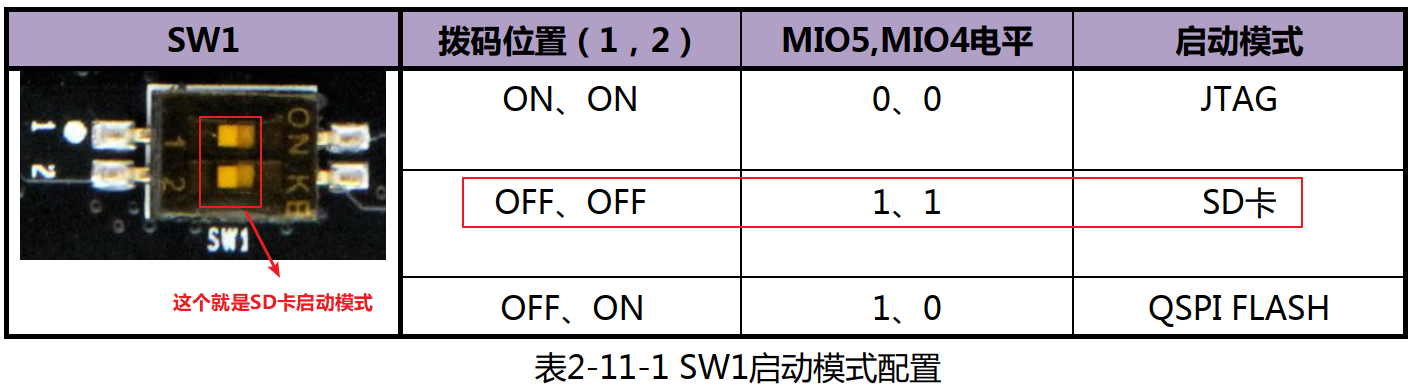 SW1 拨码位置（1，2） MIO5,MIO4电平 启动模式
ON、ON 0、0 JTAG
OFF、OFF 1、1 SD卡
OFF、ON 1、0 QSPI FLASH
1
2
1
2
ON
KB
SW1
这个就是SD卡启动模式
表2-11-1 SW1启动模式配置